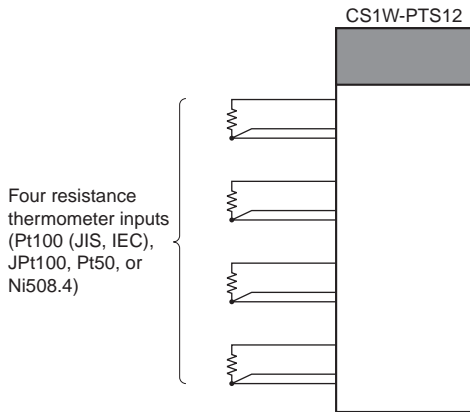 CS1W-PTS12
Four resistance
thermometer inputs
(Pt100 (JIS, IEC),
JPt100, Pt50, or
Ni508.4)